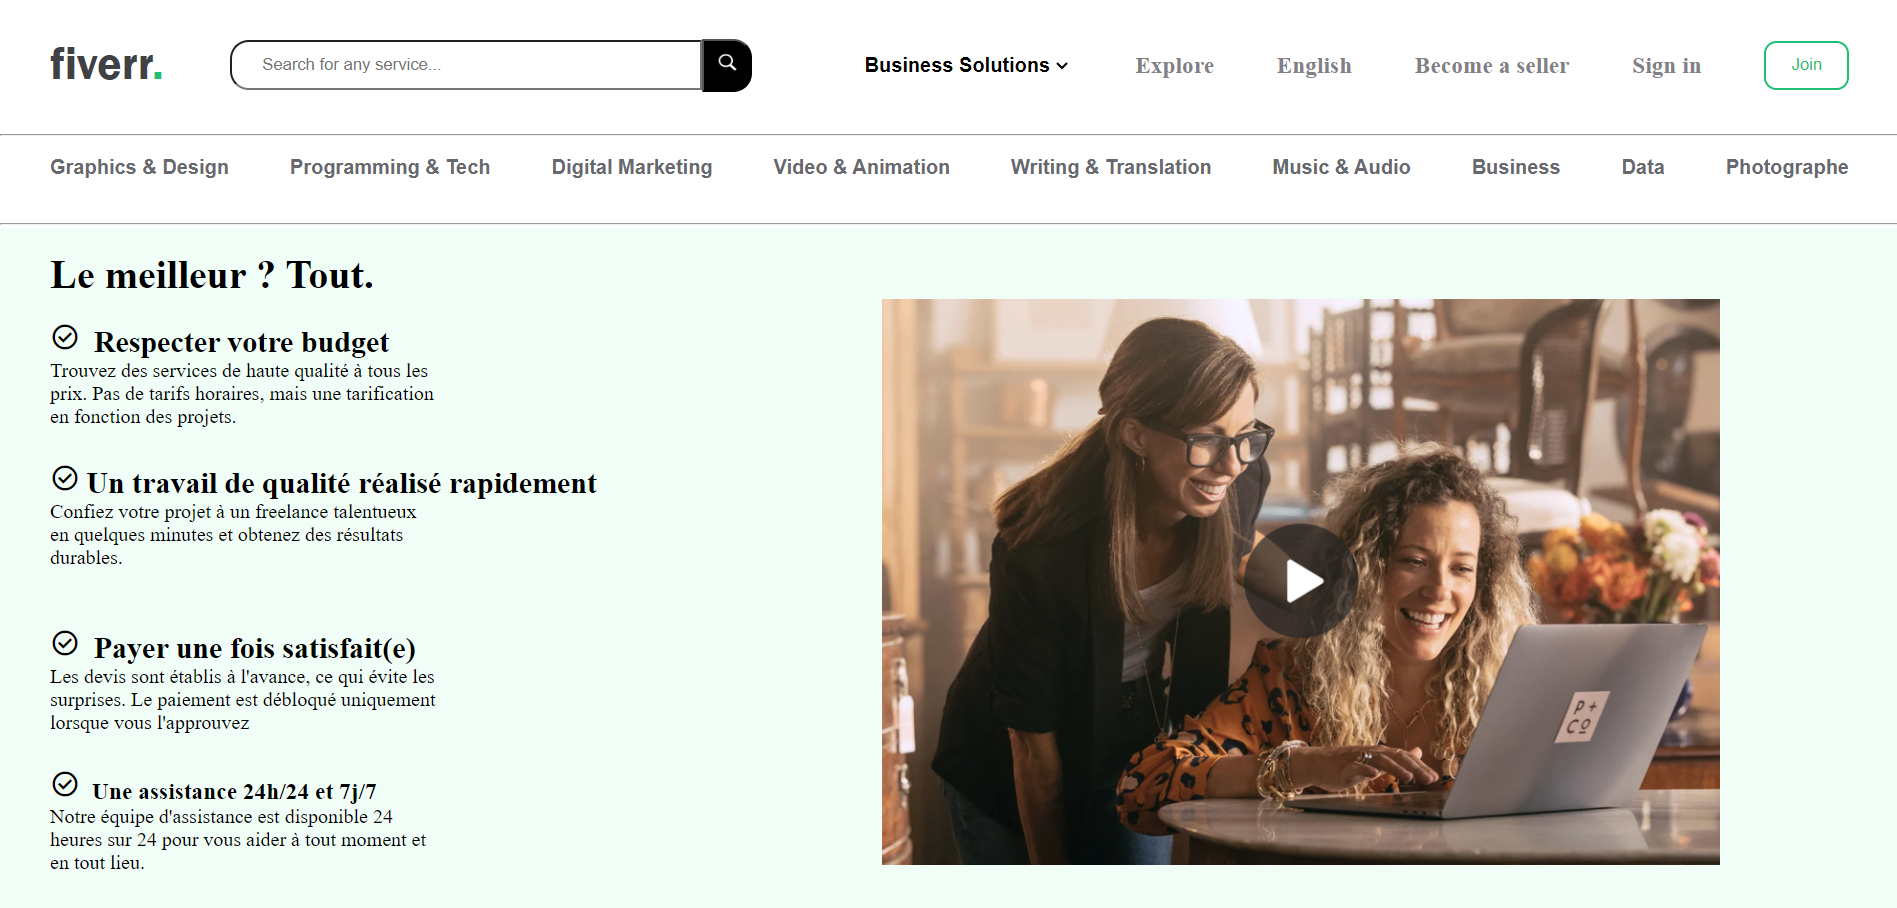 fiverr.
Search for any service...
Business Solutions
Explore
English
Become a seller
Sign in
Join
Graphics & Design
Programming & Tech
Digital Marketing
Video & Animation
Writing & Translation
Music & Audio
Business
Data
Photographe
Le meilleur ? Tout.
Respecter votre budget
Trouvez des services de haute qualité à tous les
prix. Pas de tarifs horaires, mais une tarification
en fonction des projets.
Un travail de qualité réalisé rapidement
Confiez votre projet à un freelance talentueux
en quelques minutes et obtenez des résultats
durables.
Payer une fois satisfait(e)
Les devis sont établis à l'avance, ce qui évite les
surprises. Le paiement est débloqué uniquement
lorsque vous l'approuvez
Une assistance 24h/24 et 7j/7
Notre équipe d'assistance est disponible 24
heures sur 24 pour vous aider à tout moment et
en tout lieu.
P+
Co